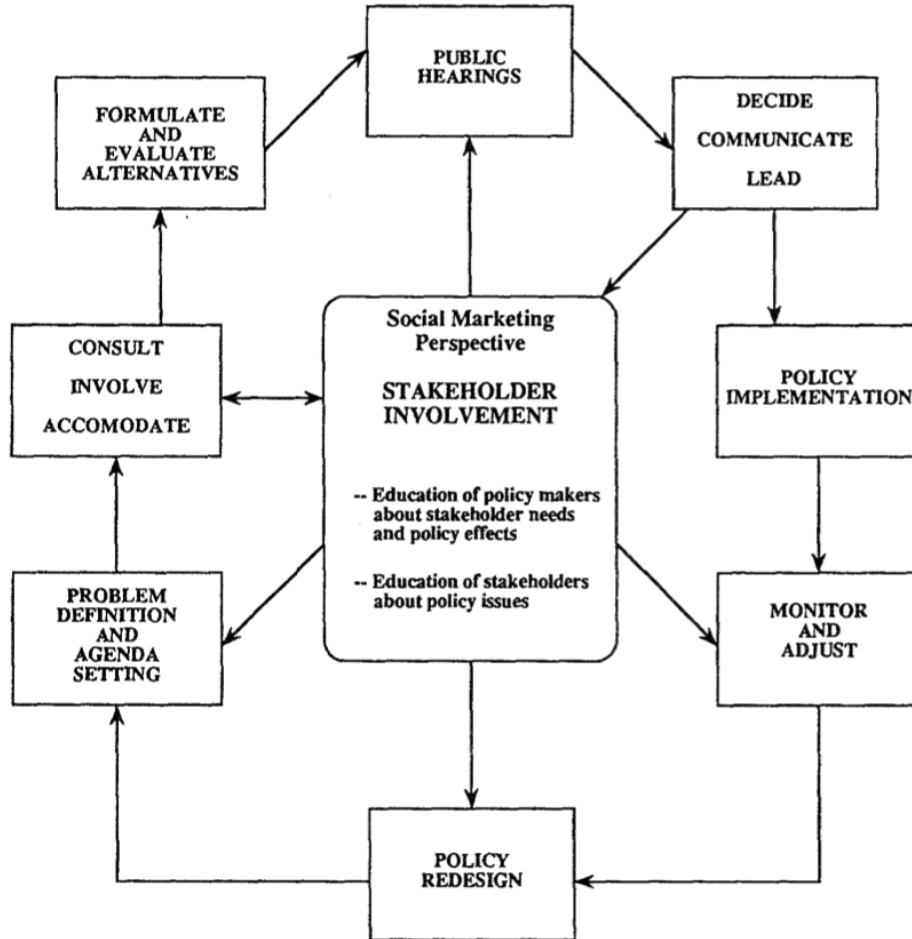 PUBLIC
HEARINGS
FORMULATE
AND
EVALUATE
ALTERNATIVES
DECIDE
COMMUNICATE
LEAD
Social Marketing
Perspective
STAKEHOLDER
INVOLVEMENT
-- Education of policy makers
about stakeholder needs
and policy effects
-- Education of stakeholders
about policy issues
CONSULT
INVOLVE
ACCOMODATE
POLICY
IMPLEMENTATION
PROBLEM
DEFINITION
AND
AGENDA
SETTING
MONITOR
AND
ADJUST
POLICY
REDESIGN